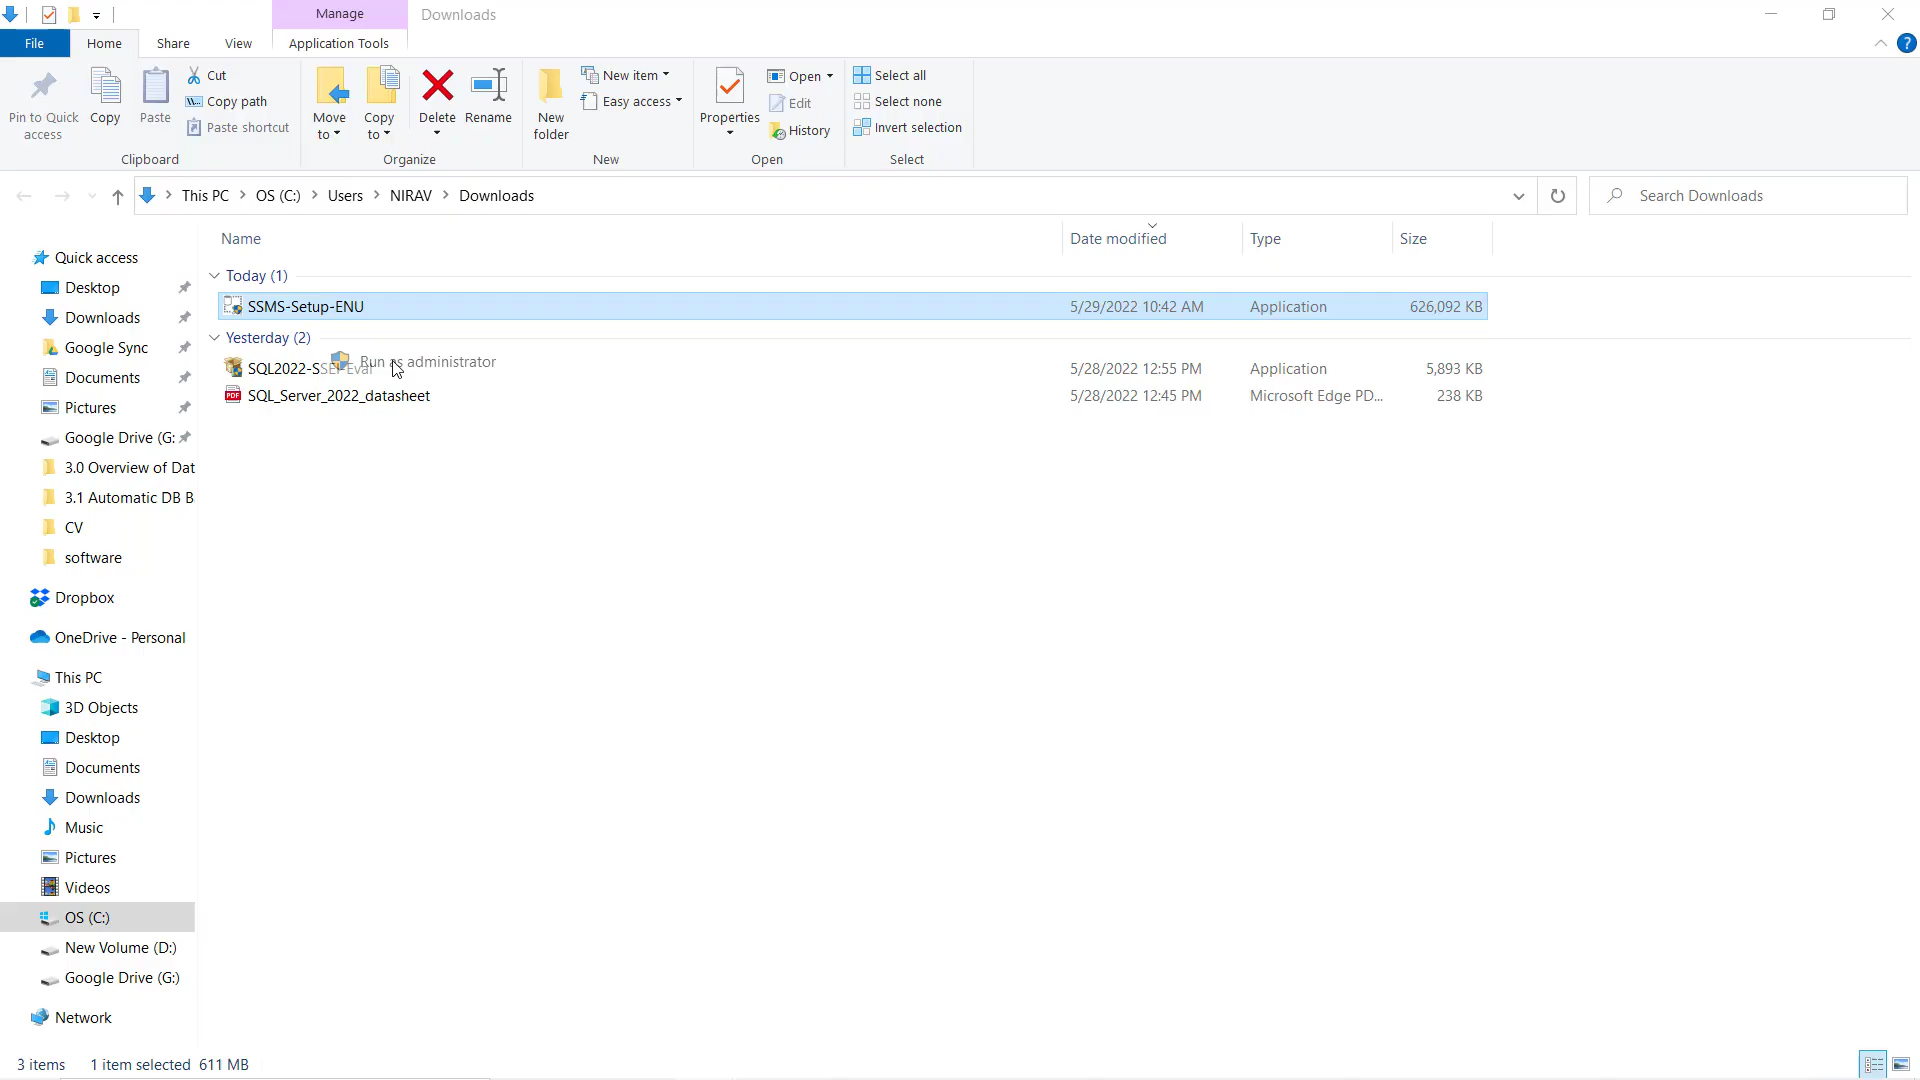 Manage
Downloads
File
Home
Share
View
Application Tools
Pin to Quick access
Copy
Paste
Cut
Copy path
Paste shortcut
Clipboard
Move to
Copy to
Delete
Rename
Organize
New folder
New item
Easy access
New
Properties
Open
Edit
History
Open
Select all
Select none
Invert selection
Select
This PC
OS (C:)
Users
NIRAV
Downloads
Search Downloads
Name
Date modified
Type
Size
Today (1)
SSMS-Setup-ENU 5/29/2022 10:42 AM Application 626,092 KB
Yesterday (2)
Run as administrator
SQL2022-SSEI-Eval 5/28/2022 12:55 PM Application 5,893 KB
SQL_Server_2022_datasheet 5/28/2022 12:45 PM Microsoft Edge PD... 238 KB
Quick access
Desktop
Downloads
Google Sync
Documents
Pictures
Google Drive (G:
3.0 Overview of Dat
3.1 Automatic DB B
CV
software
Dropbox
OneDrive - Personal
This PC
3D Objects
Desktop
Documents
Downloads
Music
Pictures
Videos
OS (C:)
New Volume (D:)
Google Drive (G:)
Network
3 items 1 item selected 611 MB